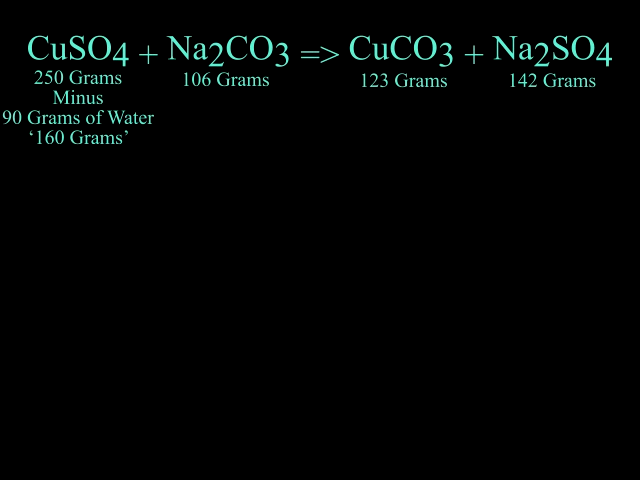 CuSO4 + Na2CO3 => CuCO3 + Na2SO4
250 Grams 106 Grams 123 Grams 142 Grams
Minus
90 Grams of Water
‘160 Grams’